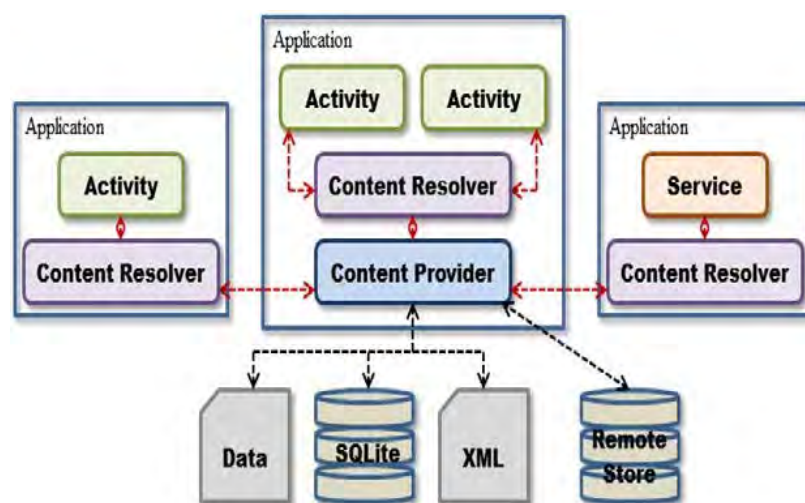 Application
Activity
Activity
Content Resolver
Content Provider
Application
Activity
Content Resolver
Application
Service
Content Resolver
Data
SQLite
XML
Remote
Store